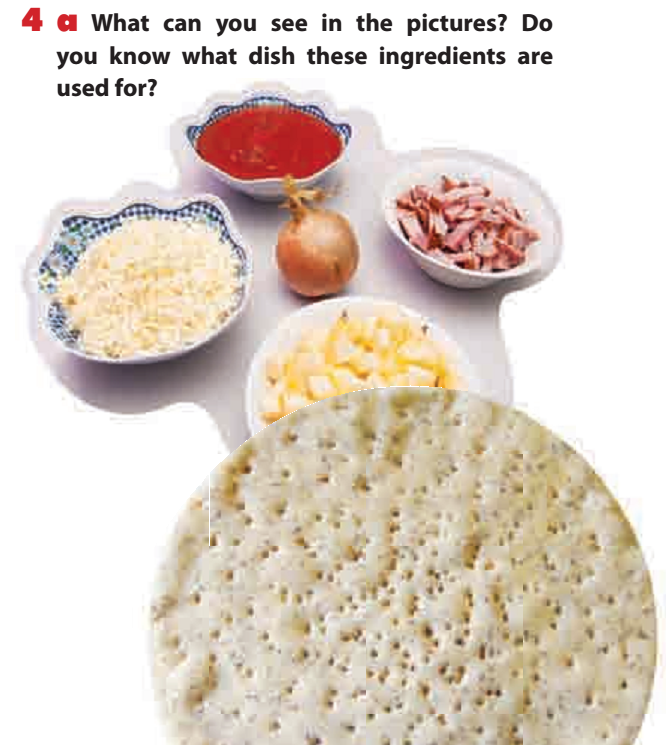 4 a What can you see in the pictures? Do
you know what dish these ingredients are
used for?